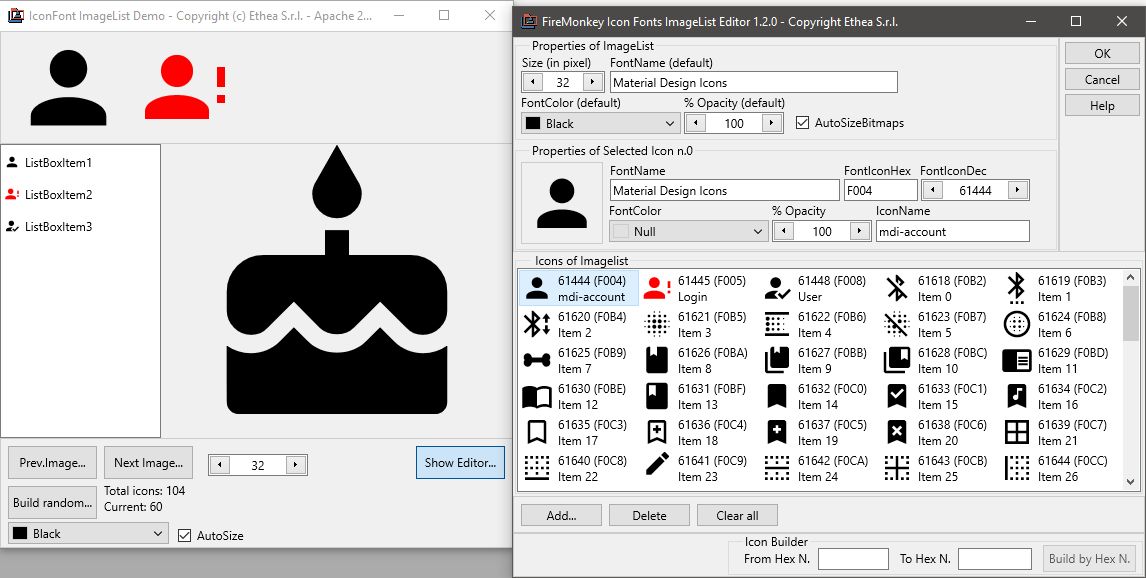 IconFont ImageList Demo - Copyright (c) Ethea S.r.l. - Apache 2...
ListBoxItem1
ListBoxItem2
ListBoxItem3
Prev.Image...
Next Image...
32
Show Editor...
Build random...
Total icons: 104
Current: 60
Black
AutoSize
FireMonkey Icon Fonts ImageList Editor 1.2.0 - Copyright Ethea S.r.l.
Properties of ImageList
Size (in pixel)
FontName (default)
32
Material Design Icons
FontColor (default)
% Opacity (default)
Black
100
AutoSizeBitmaps
OK
Cancel
Help
Properties of Selected Icon n.0
FontName
FontIconHex
FontIconDec
Material Design Icons
F004
61444
FontColor
% Opacity
IconName
Null
100
mdi-account
Icons of Imagelist
61444 (F004)
mdi-account
61445 (F005)
Login
61448 (F008)
User
61618 (F0B2)
Item 0
61619 (F0B3)
Item 1
61620 (F0B4)
Item 2
61621 (F0B5)
Item 3
61622 (F0B6)
Item 4
61623 (F0B7)
Item 5
61624 (F0B8)
Item 6
61625 (F0B9)
Item 7
61626 (F0BA)
Item 8
61627 (F0BB)
Item 9
61628 (F0BC)
Item 10
61629 (F0BD)
Item 11
61630 (F0BE)
Item 12
61631 (F0BF)
Item 13
61632 (F0C0)
Item 14
61633 (F0C1)
Item 15
61634 (F0C2)
Item 16
61635 (F0C3)
Item 17
61636 (F0C4)
Item 18
61637 (F0C5)
Item 19
61638 (F0C6)
Item 20
61639 (F0C7)
Item 21
61640 (F0C8)
Item 22
61641 (F0C9)
Item 23
61642 (F0CA)
Item 24
61643 (F0CB)
Item 25
61644 (F0CC)
Item 26
Add...
Delete
Clear all
Icon Builder
From Hex N.
To Hex N.
Build by Hex N.